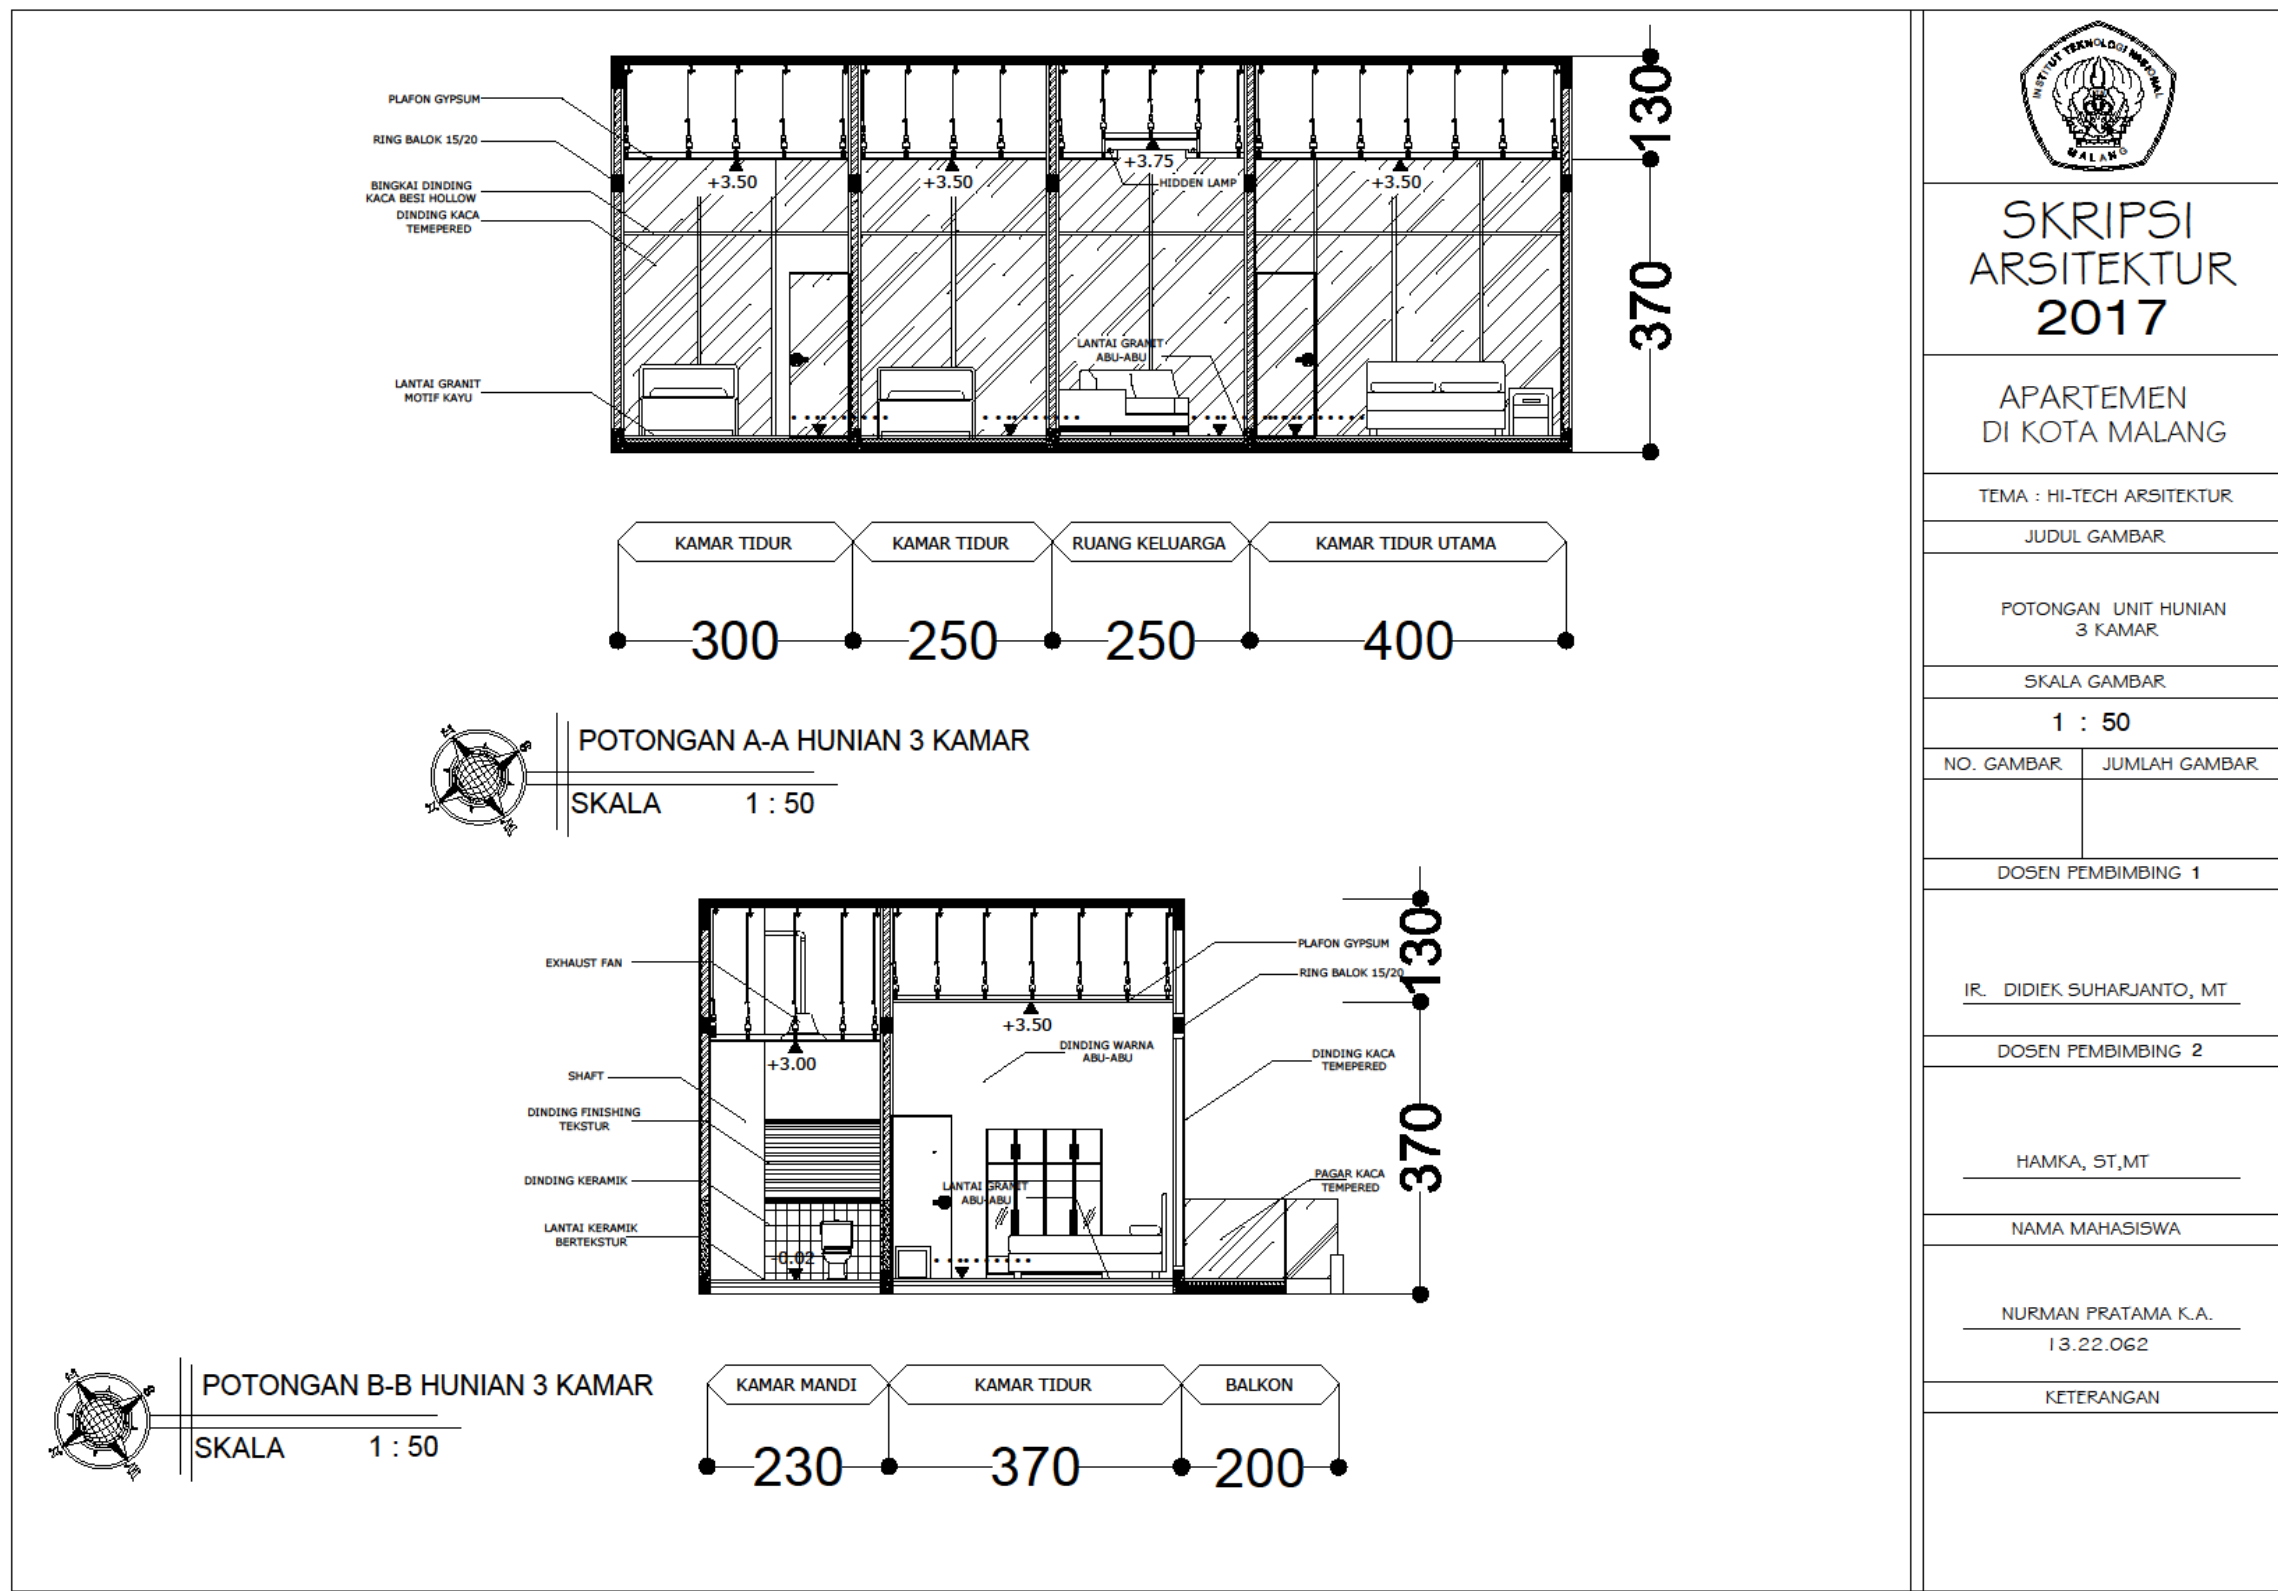 PLAFON GYPSUM
RING BALOK 15/20
BINGKAI DINDING
KACA BESI HOLLOW
DINDING KACA
TEMEPERED
LANTAI GRANIT
MOTIF KAYU
+3.50
+3.50
+3.75
HIDDEN LAMP
+3.50
LANTAI GRANIT
ABU-ABU
130
370
KAMAR TIDUR
KAMAR TIDUR
RUANG KELUARGA
KAMAR TIDUR UTAMA
300
250
250
400
POTONGAN A-A HUNIAN 3 KAMAR
SKALA 1 : 50
EXHAUST FAN
SHAFT
DINDING FINISHING
TEKSTUR
DINDING KERAMIK
LANTAI KERAMIK
BERTEKSTUR
+3.00
-0.02
+3.50
DINDING WARNA
ABU-ABU
LANTAI GRANIT
ABU-ABU
PLAFON GYPSUM
RING BALOK 15/20
DINDING KACA
TEMEPERED
PAGAR KACA
TEMPERED
130
370
KAMAR MANDI
KAMAR TIDUR
BALKON
230
370
200
POTONGAN B-B HUNIAN 3 KAMAR
SKALA 1 : 50
INSTITUT TEKNOLOGI NASIONAL
MALANG
SKRIPSI
ARSITEKTUR
2017
APARTEMEN
DI KOTA MALANG
TEMA : HI-TECH ARSITEKTUR
JUDUL GAMBAR
POTONGAN UNIT HUNIAN
3 KAMAR
SKALA GAMBAR
1 : 50
NO. GAMBAR
JUMLAH GAMBAR
DOSEN PEMBIMBING 1
IR. DIDIEK SUHARJANTO, MT
DOSEN PEMBIMBING 2
HAMKA, ST,MT
NAMA MAHASISWA
NURMAN PRATAMA K.A.
13.22.062
KETERANGAN